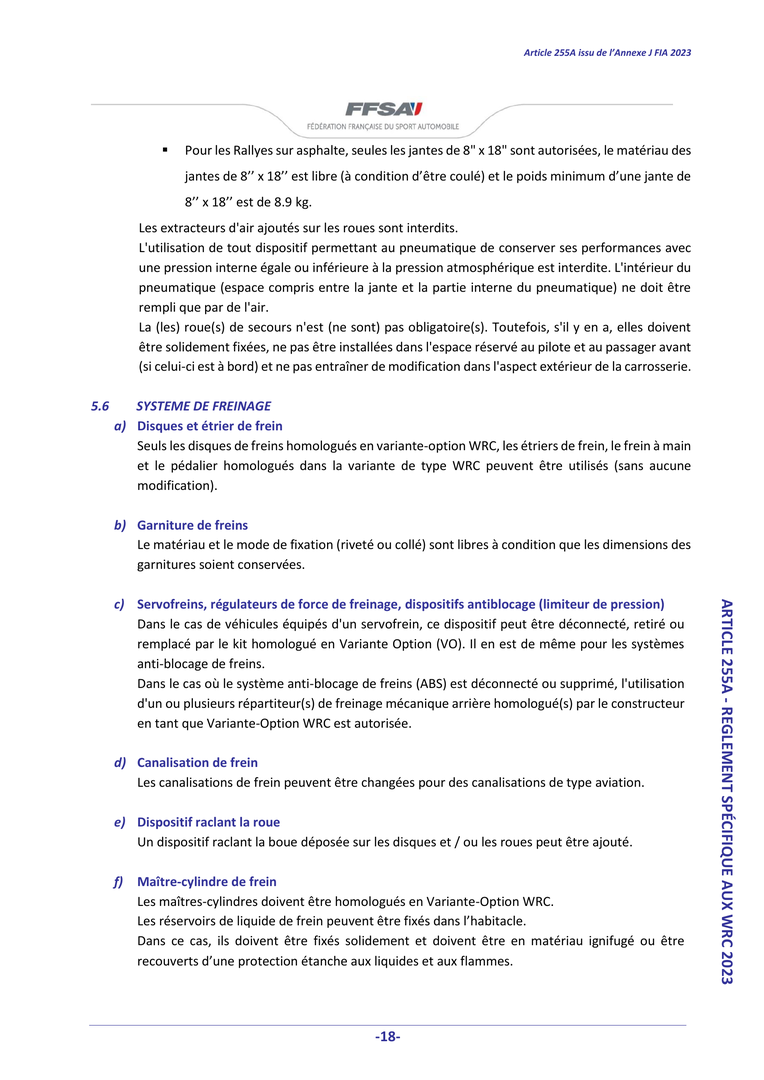 Article 255A issu de l'Annexe J FIA 2023
FFSA
FÉDÉRATION FRANÇAISE DU SPORT AUTOMOBILE
▪ Pour les Rallyes sur asphalte, seules les jantes de 8" x 18" sont autorisées, le matériau des
jantes de 8’’ x 18’’ est libre (à condition d’être coulé) et le poids minimum d’une jante de
8’’ x 18’’ est de 8.9 kg.
Les extracteurs d'air ajoutés sur les roues sont interdits.
L'utilisation de tout dispositif permettant au pneumatique de conserver ses performances avec
une pression interne égale ou inférieure à la pression atmosphérique est interdite. L'intérieur du
pneumatique (espace compris entre la jante et la partie interne du pneumatique) ne doit être
rempli que par de l'air.
La (les) roue(s) de secours n'est (ne sont) pas obligatoire(s). Toutefois, s'il y en a, elles doivent
être solidement fixées, ne pas être installées dans l'espace réservé au pilote et au passager avant
(si celui-ci est à bord) et ne pas entraîner de modification dans l'aspect extérieur de la carrosserie.
5.6 SYSTEME DE FREINAGE
a) Disques et étrier de frein
Seuls les disques de freins homologués en variante-option WRC, les étriers de frein, le frein à main
et le pédalier homologués dans la variante de type WRC peuvent être utilisés (sans aucune
modification).
b) Garniture de freins
Le matériau et le mode de fixation (riveté ou collé) sont libres à condition que les dimensions des
garnitures soient conservées.
c) Servofreins, régulateurs de force de freinage, dispositifs antiblocage (limiteur de pression)
Dans le cas de véhicules équipés d'un servofrein, ce dispositif peut être déconnecté, retiré ou
remplacé par le kit homologué en Variante Option (VO). Il en est de même pour les systèmes
anti-blocage de freins.
Dans le cas où le système anti-blocage de freins (ABS) est déconnecté ou supprimé, l'utilisation
d'un ou plusieurs répartiteur(s) de freinage mécanique arrière homologué(s) par le constructeur
en tant que Variante-Option WRC est autorisée.
d) Canalisation de frein
Les canalisations de frein peuvent être changées pour des canalisations de type aviation.
e) Dispositif raclant la roue
Un dispositif raclant la boue déposée sur les disques et / ou les roues peut être ajouté.
f) Maître-cylindre de frein
Les maîtres-cylindres doivent être homologués en Variante-Option WRC.
Les réservoirs de liquide de frein peuvent être fixés dans l’habitacle.
Dans ce cas, ils doivent être fixés solidement et doivent être en matériau ignifugé ou être
recouverts d’une protection étanche aux liquides et aux flammes.
ARTICLE 255A - REGLEMENT SPÉCIFIQUE AUX WRC 2023
-18-